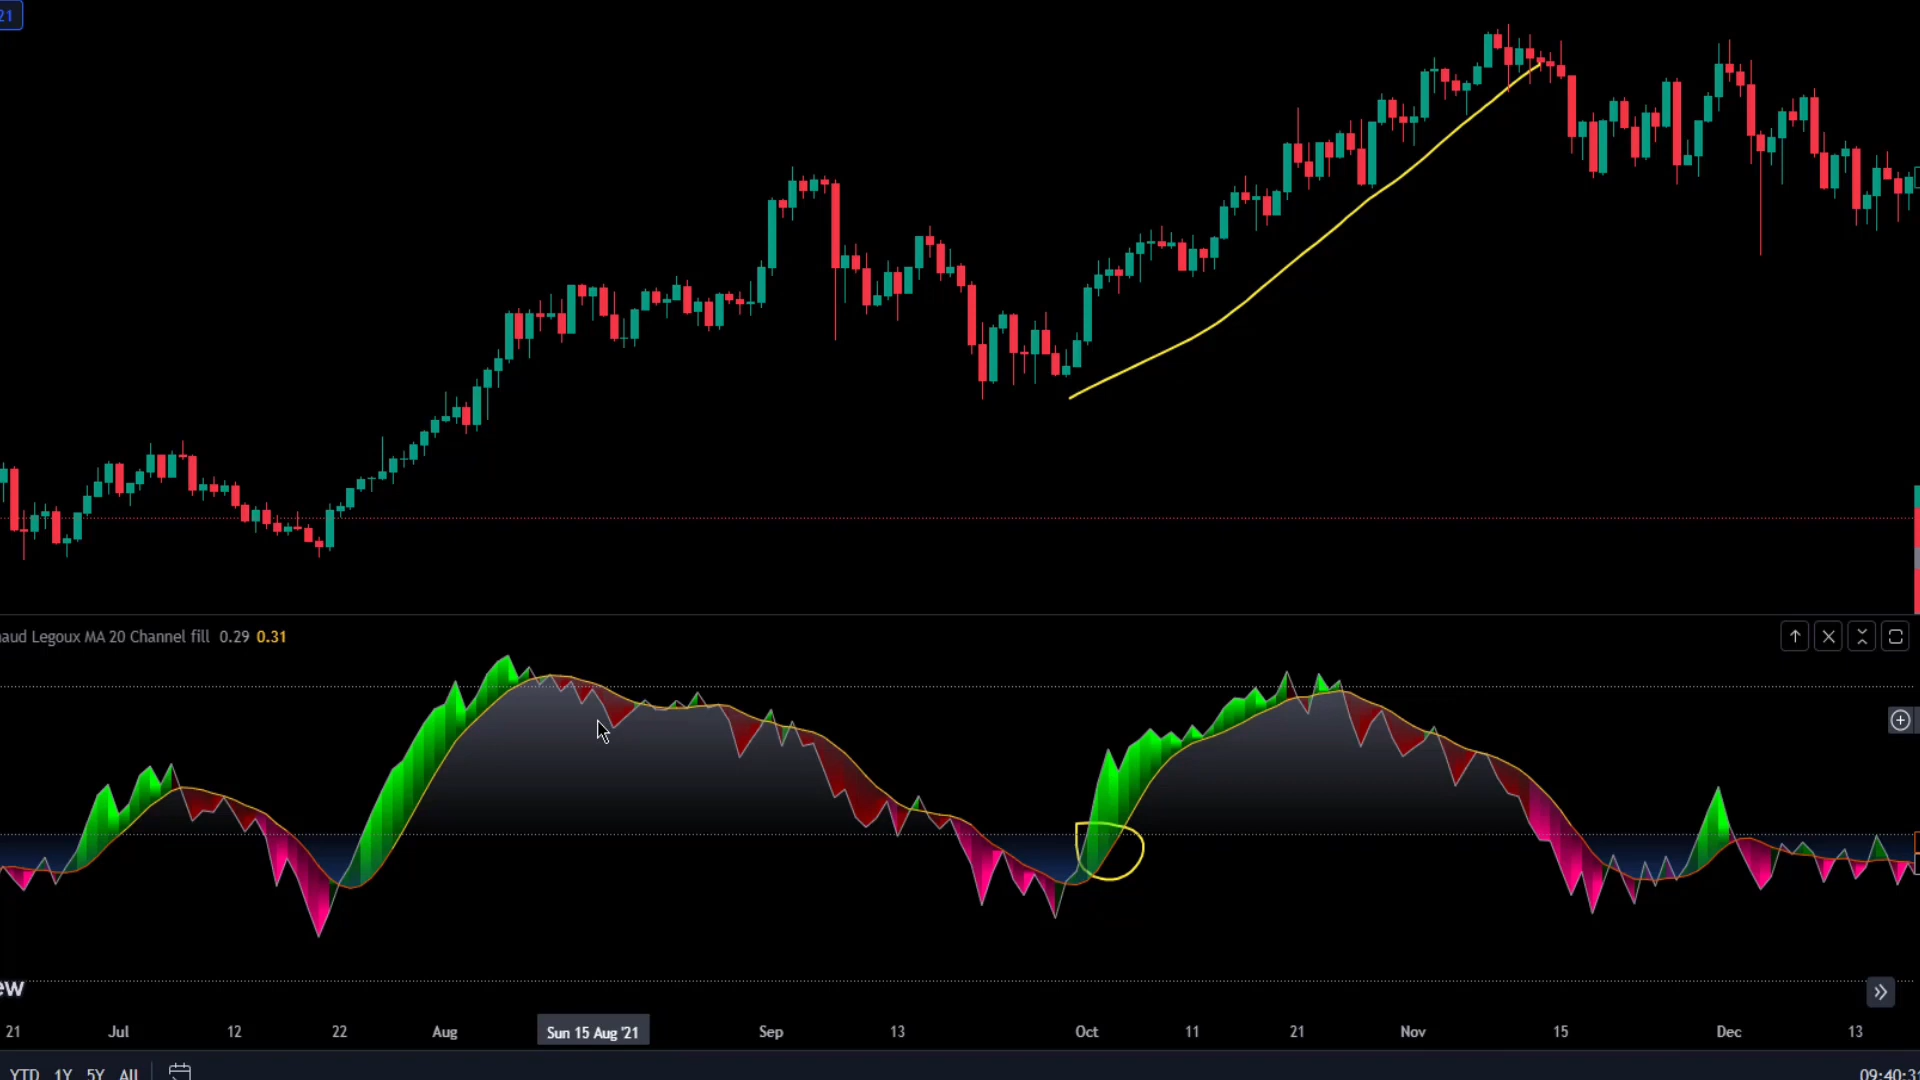 21
aud Legoux MA 20 Channel fill 0.29 0.31
ew
21 Jul 12 22 Aug Sun 15 Aug '21 Sep 13 Oct 11 21 Nov 15 Dec 13
YTD 1Y 5Y All
09:40:3